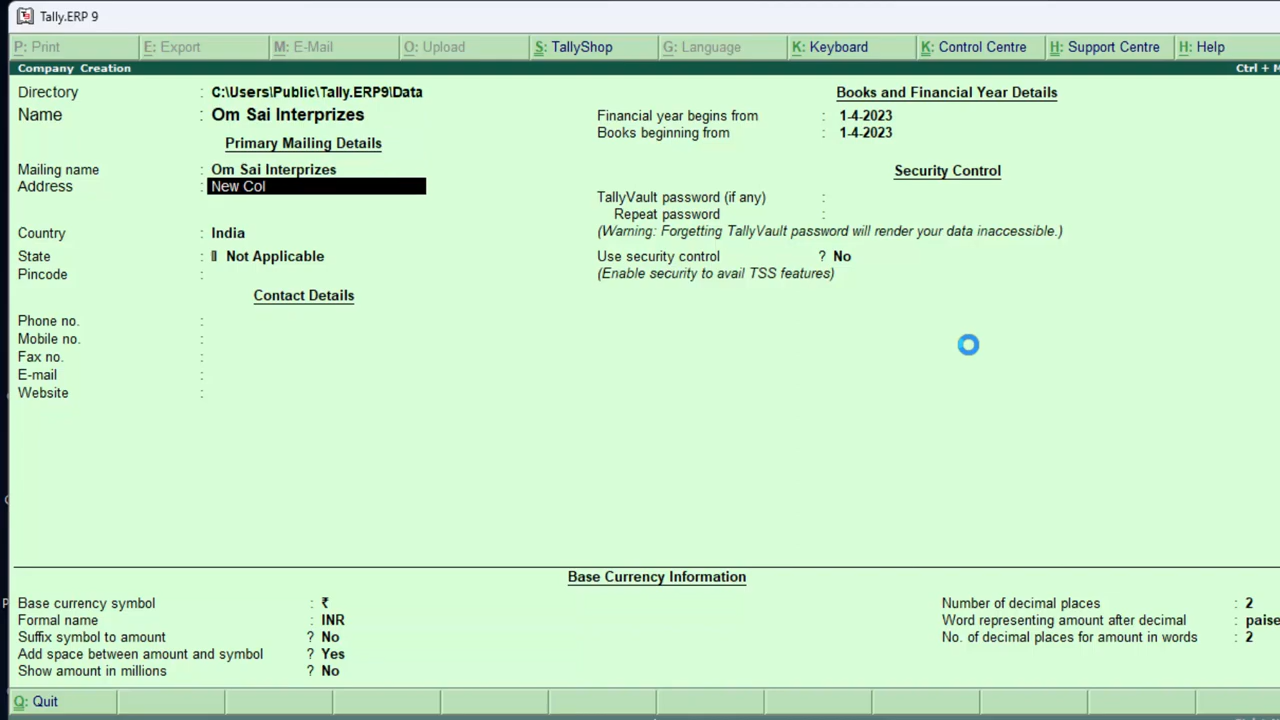 Tally.ERP 9
P: Print E: Export M: E-Mail O: Upload S: TallyShop G: Language K: Keyboard K: Control Centre H: Support Centre H: Help
Company Creation Ctrl + M
Directory : C:\Users\Public\Tally.ERP9\Data
Name : Om Sai Interprizes
Primary Mailing Details
Mailing name : Om Sai Interprizes
Address : New Col
Country : India
State : Not Applicable
Pincode :
Contact Details
Phone no. :
Mobile no. :
Fax no. :
E-mail :
Website :
Books and Financial Year Details
Financial year begins from : 1-4-2023
Books beginning from : 1-4-2023
Security Control
TallyVault password (if any) :
Repeat password :
(Warning: Forgetting TallyVault password will render your data inaccessible.)
Use security control ? No
(Enable security to avail TSS features)
Base Currency Information
Base currency symbol : ₹
Formal name : INR
Suffix symbol to amount ? No
Add space between amount and symbol ? Yes
Show amount in millions ? No
Number of decimal places : 2
Word representing amount after decimal : paise
No. of decimal places for amount in words : 2
Q: Quit